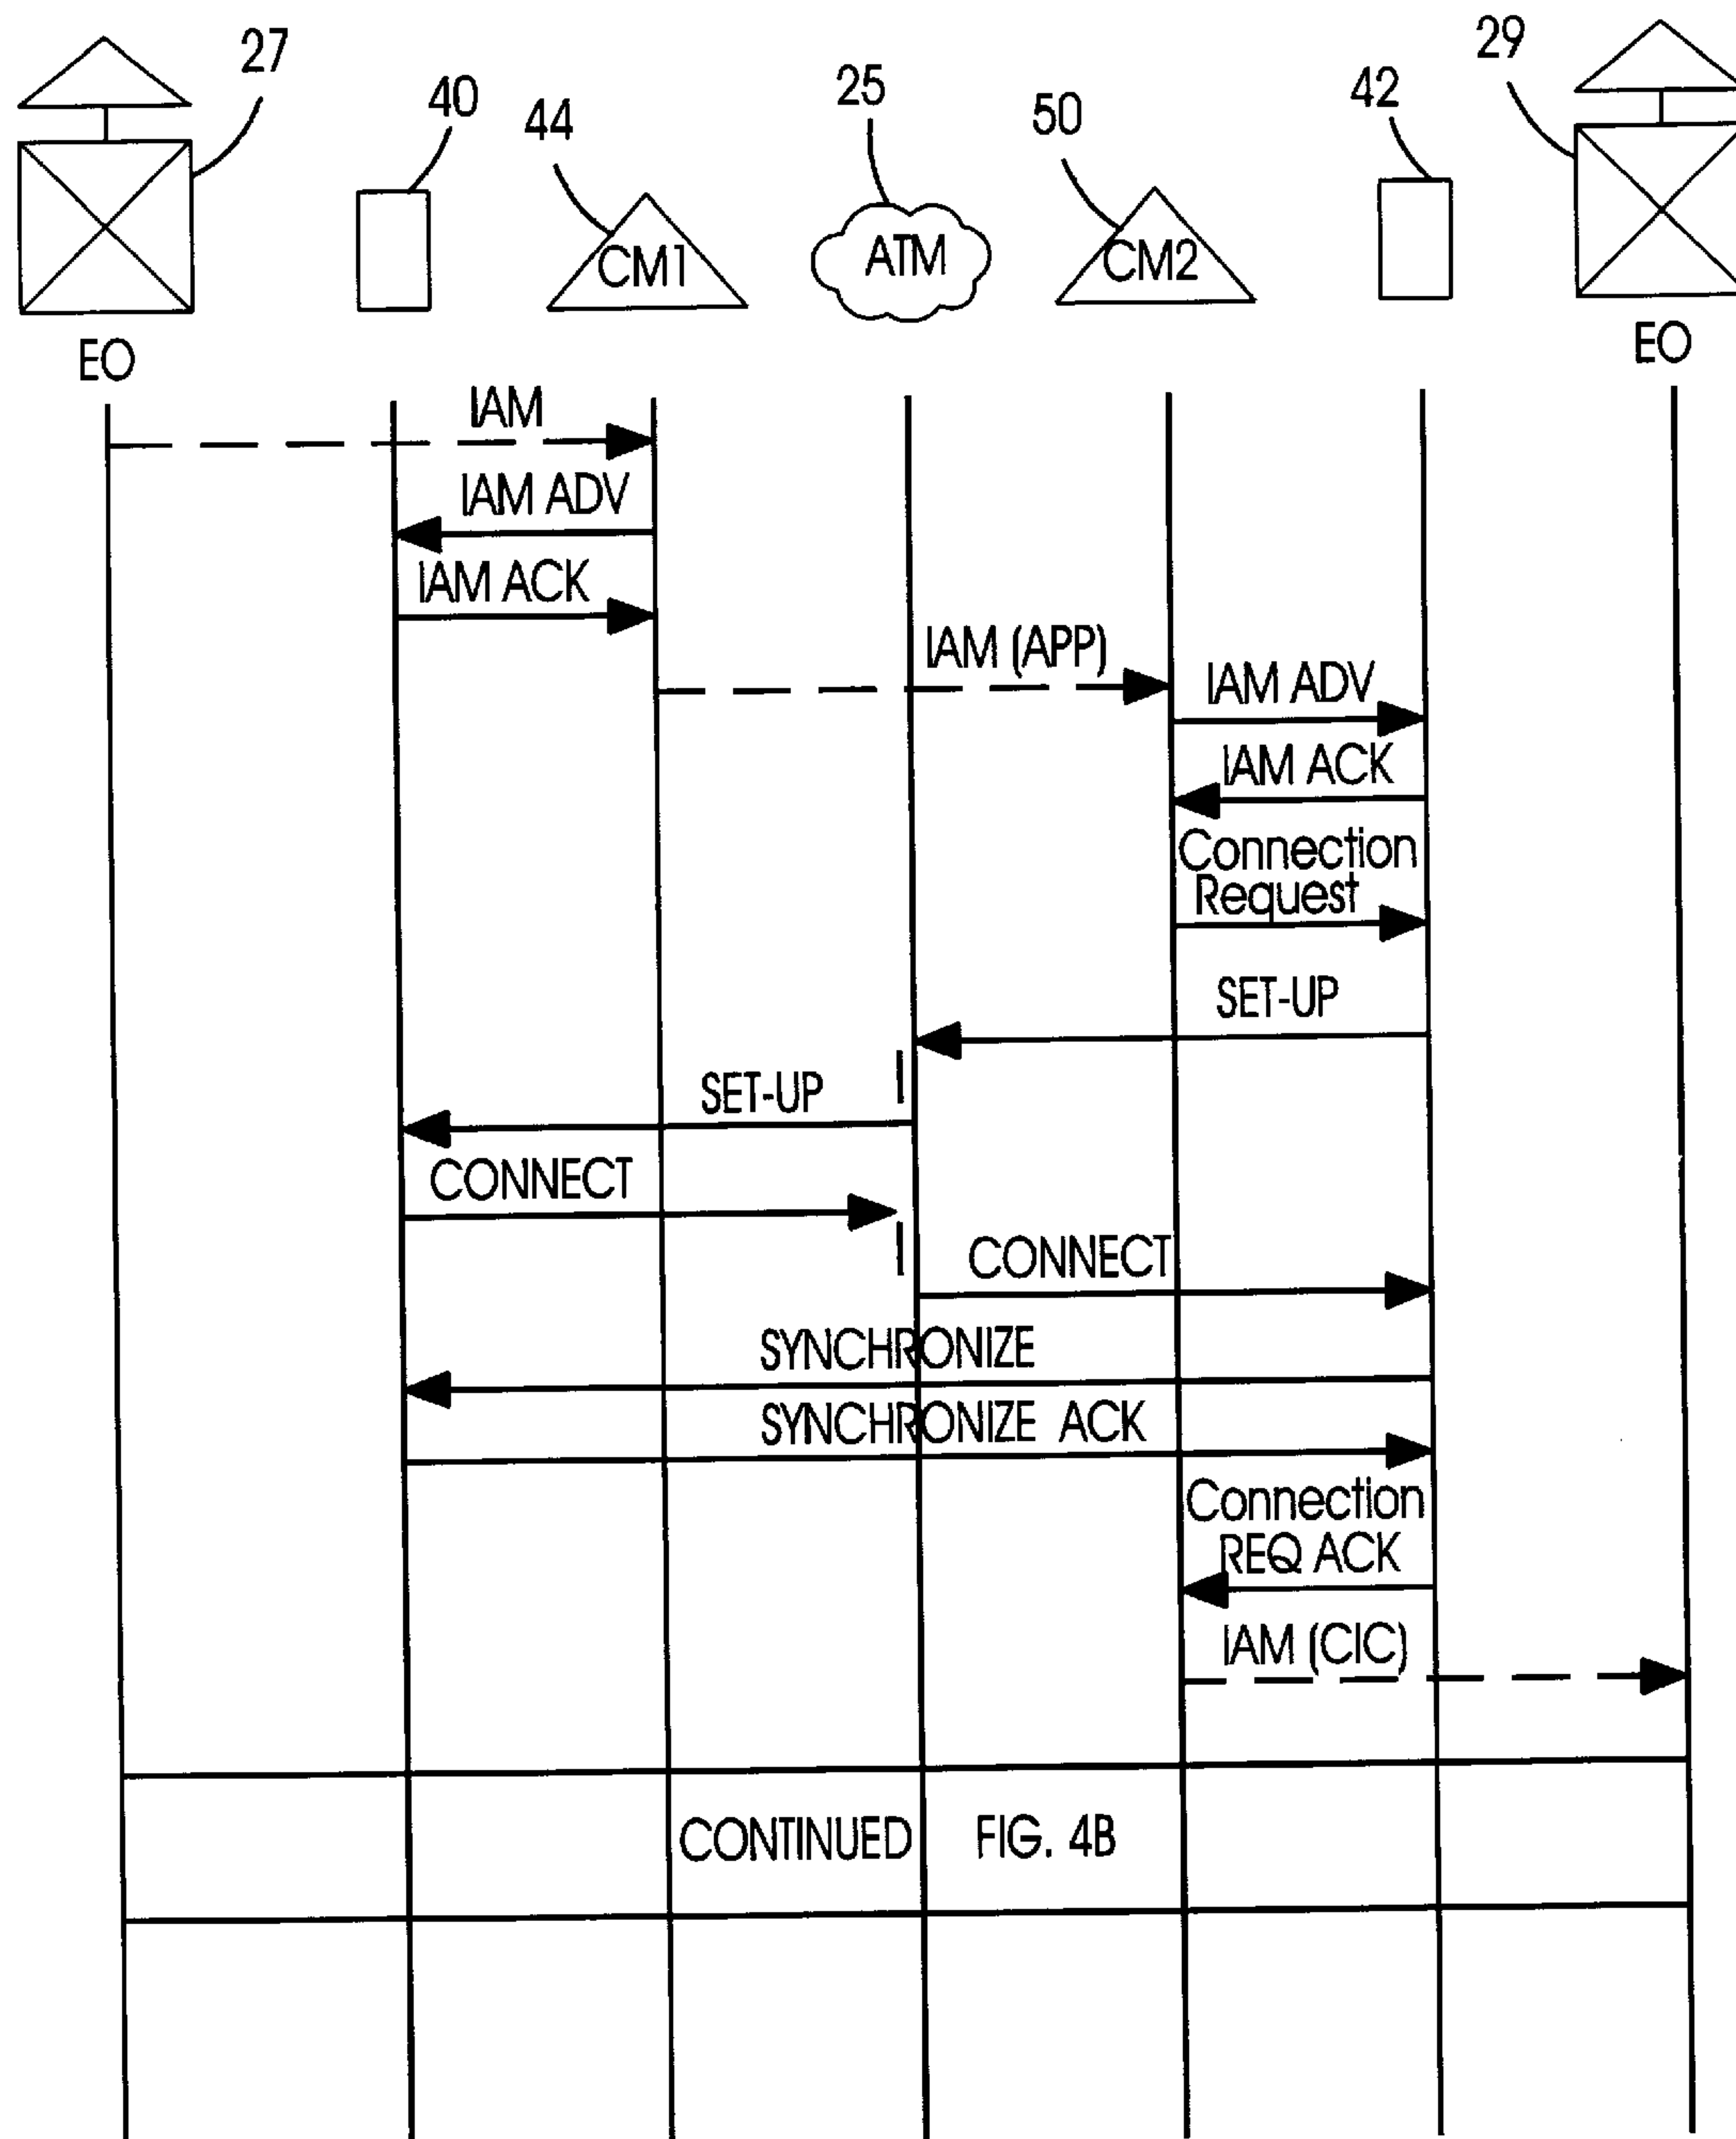 27
40
44
25
50
42
29
CM1
ATM
CM2
EO
EO
IAM
IAM ADV
IAM ACK
IAM (APP)
IAM ADV
IAM ACK
Connection
Request
SET-UP
SET-UP
CONNECT
CONNECT
SYNCHRONIZE
SYNCHRONIZE ACK
Connection
REQ ACK
IAM (CIC)
CONTINUED FIG. 4B